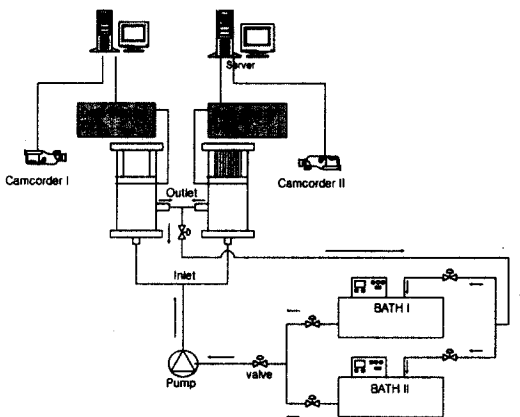 Server
Camcorder I
Camcorder II
Outlet
Inlet
BATH I
Pump
valve
BATH II